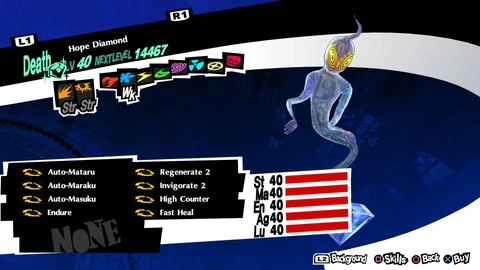 L1
R1
Hope Diamond
Death LV 40 NEXT LEVEL 14467
Str Str
Wk
Auto-Mataru
Regenerate 2
Auto-Maraku
Invigorate 2
Auto-Masuku
High Counter
Endure
Fast Heal
NONE
St 40
Ma 40
En 40
Ag 40
Lu 40
L2 Background
Skills
Back
Buy